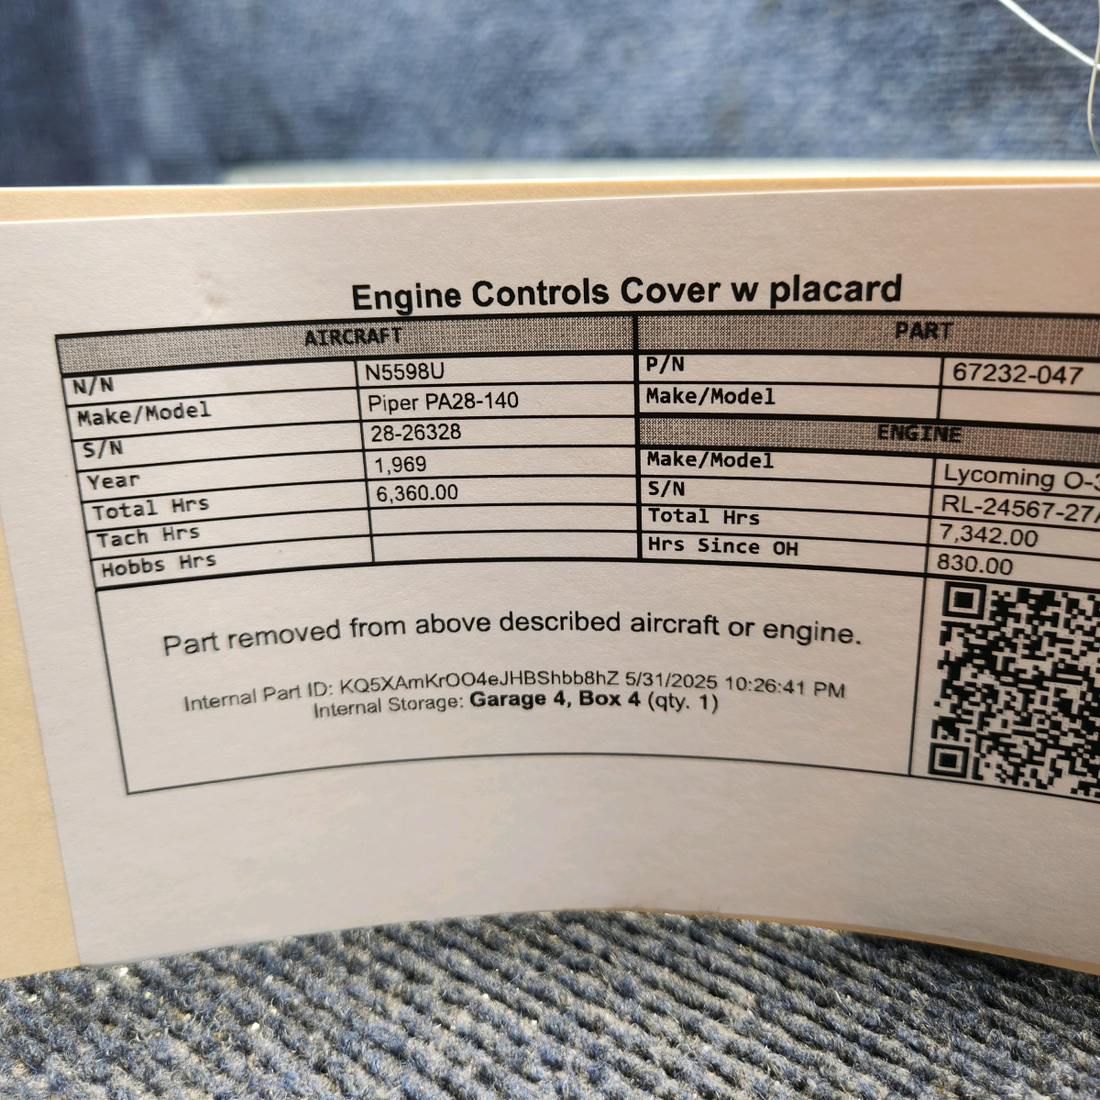 Engine Controls Cover w placard
AIRCRAFT PART
N/N N5598U P/N 67232-047
Make/Model Piper PA28-140 Make/Model
S/N 28-26328 ENGINE
Year 1,969 Make/Model Lycoming
Total Hrs 6,360.00 S/N
Tach Hrs Total Hrs 7,342.00
Hobbs Hrs Hrs Since OH 830.00
Part removed from above described aircraft or engine.
Internal Part ID: KQ5XAmKrOO4eJHBShbb8hZ 5/31/2025 10:26:41 PM
Internal Storage: Garage 4, Box 4 (qty. 1)